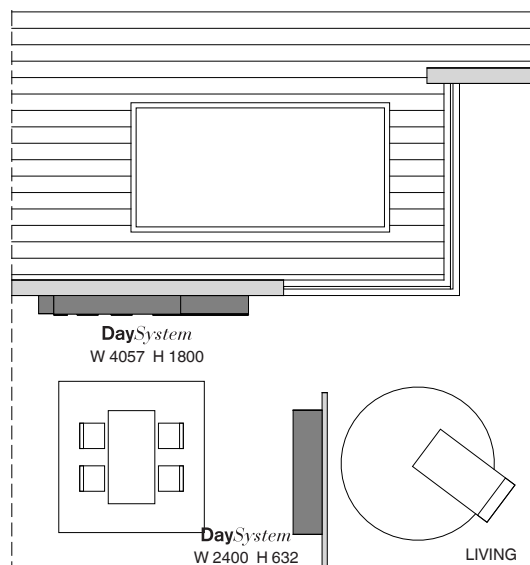 DaySystem
W 4057 H 1800
DaySystem
W 2400 H 632
LIVING